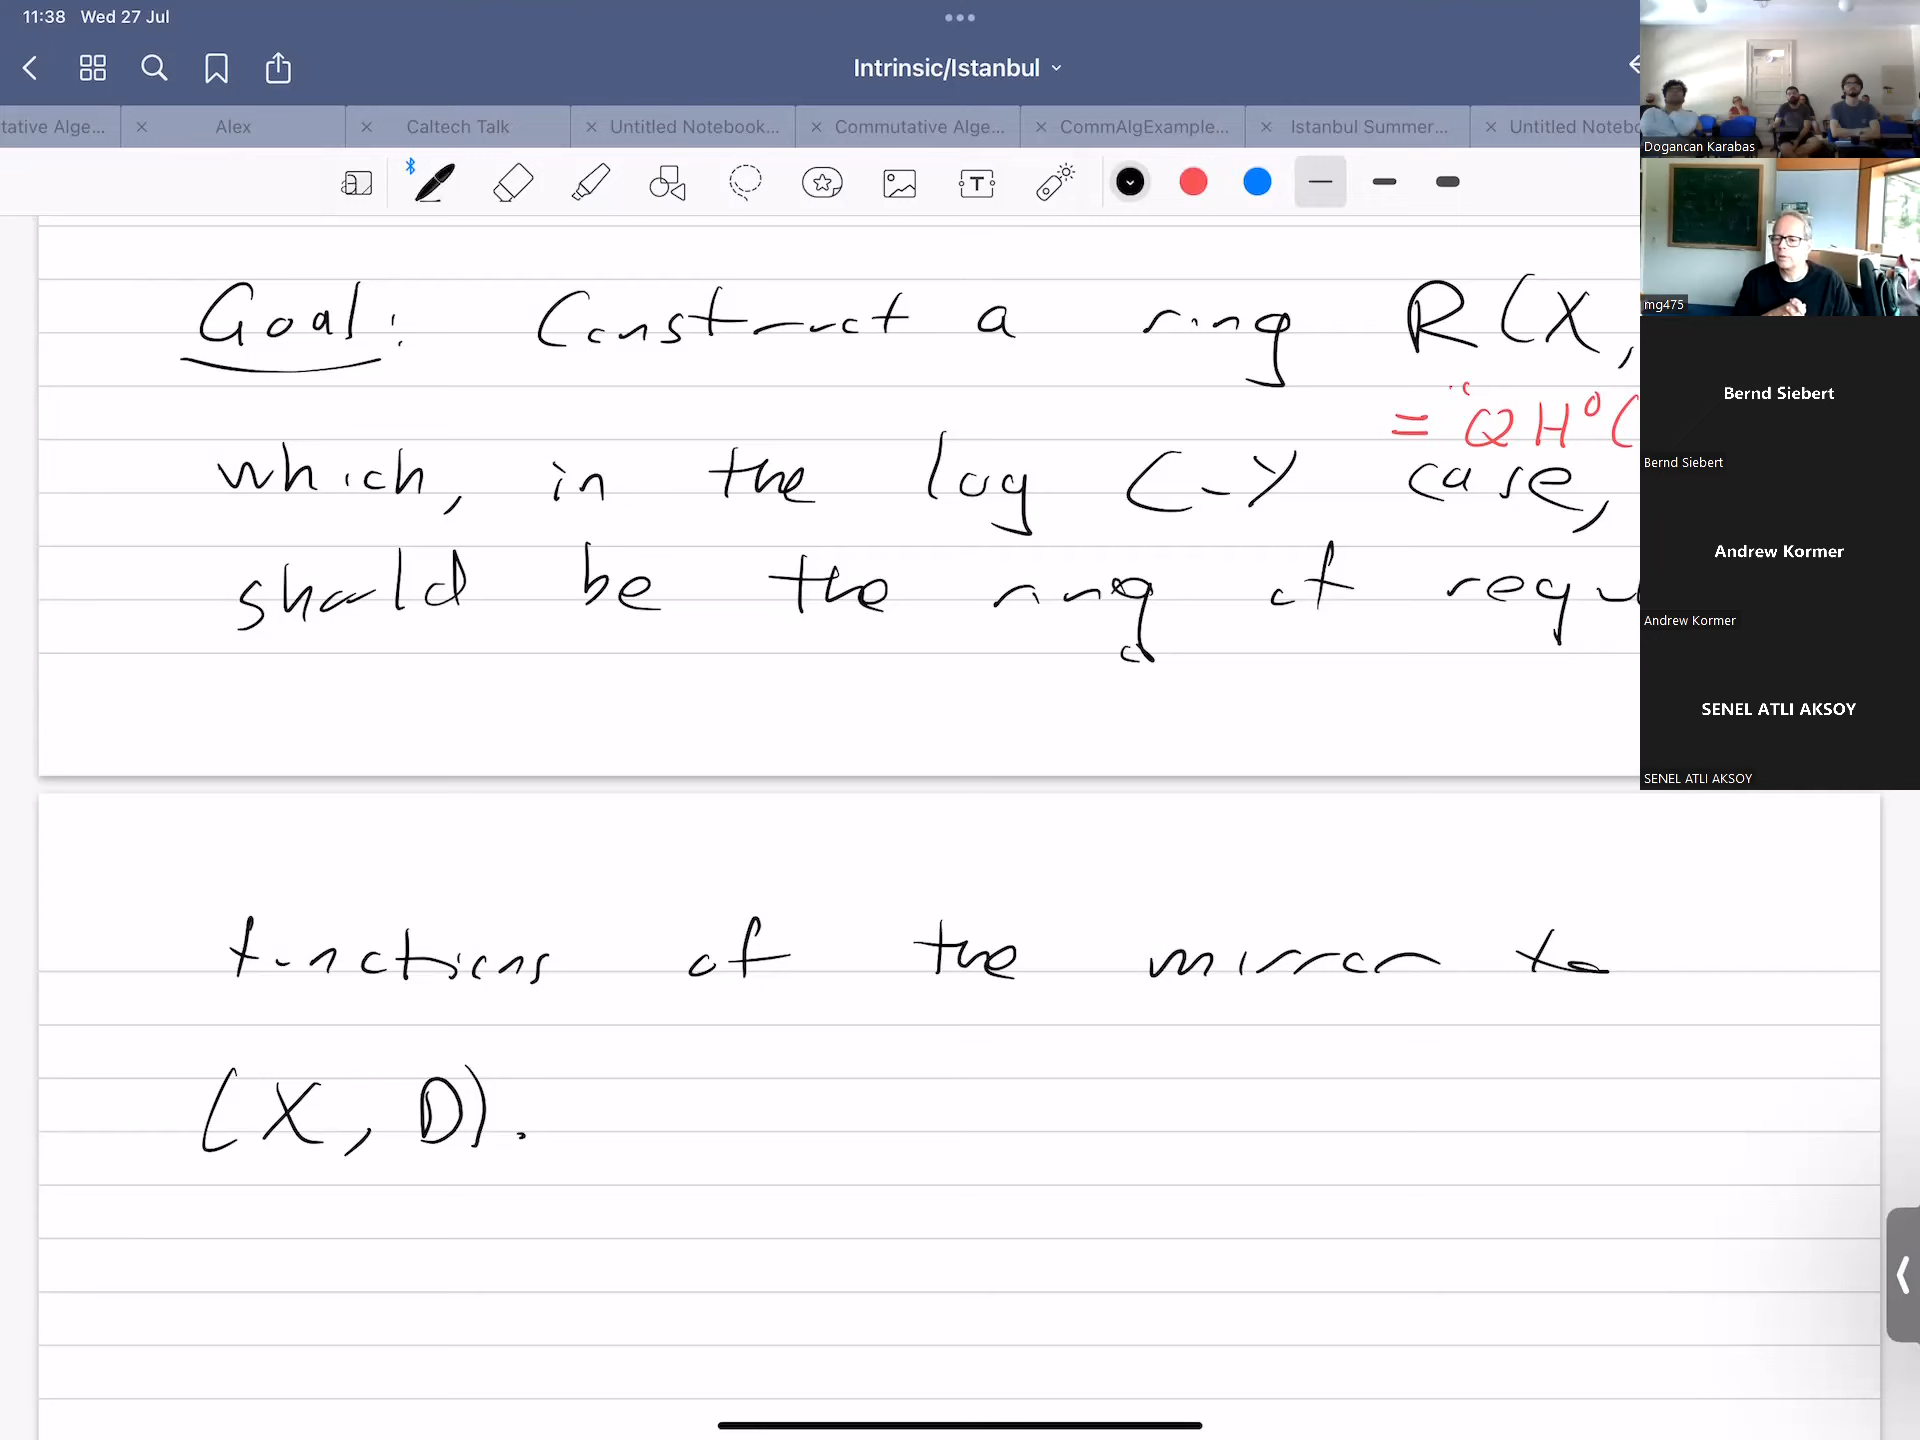 11:38 Wed 27 Jul
Intrinsic/Istanbul
tative Alge...
Alex
Caltech Talk
Untitled Notebook...
Commutative Alge...
CommAlgExample...
Istanbul Summer...
Untitled Notebo
Goal: Construct a ring R(X,
= "QH⁰(
which, in the log C-Y case,
should be the ring of regu
functions of the mirror to
(X, D).
Dogancan Karabas
mg475
Bernd Siebert
Bernd Siebert
Andrew Kormer
Andrew Kormer
SENEL ATLI AKSOY
SENEL ATLI AKSOY